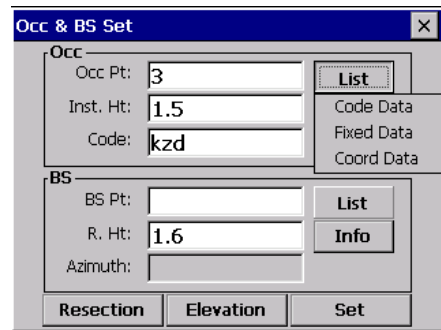 Occ & BS Set
Occ
Occ Pt: 3 List
Inst. Ht: 1.5 Code Data
Fixed Data
Code: kzd Coord Data
BS
BS Pt: List
R. Ht: 1.6 Info
Azimuth:
Resection Elevation Set